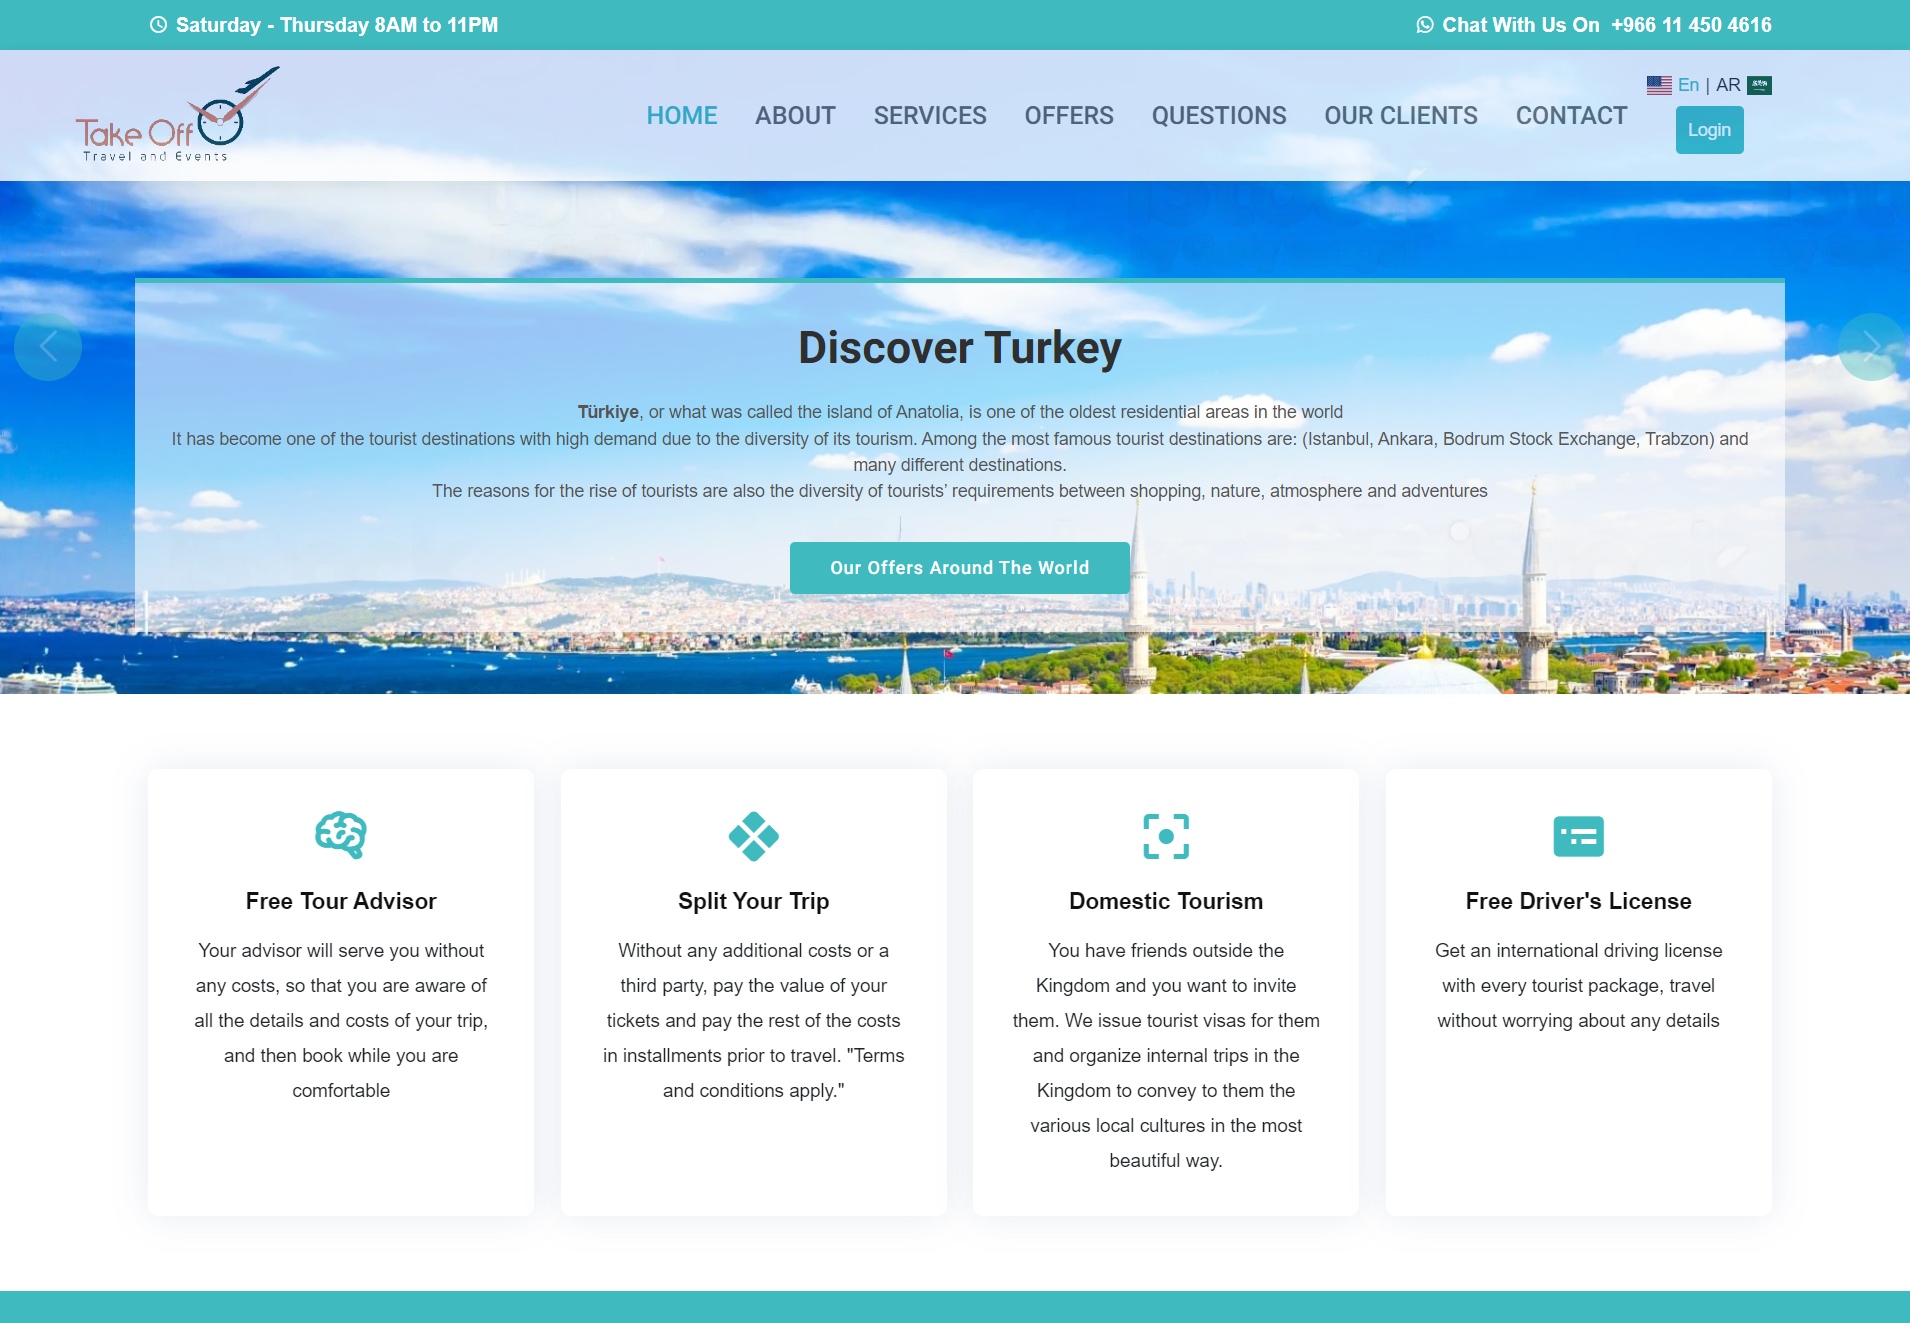 Saturday - Thursday 8AM to 11PM
Chat With Us On +966 11 450 4616
Take Off
Travel and Events
HOME
ABOUT
SERVICES
OFFERS
QUESTIONS
OUR CLIENTS
CONTACT
En | AR
Login
Discover Turkey
Türkiye, or what was called the island of Anatolia, is one of the oldest residential areas in the world
It has become one of the tourist destinations with high demand due to the diversity of its tourism. Among the most famous tourist destinations are: (Istanbul, Ankara, Bodrum Stock Exchange, Trabzon) and
many different destinations.
The reasons for the rise of tourists are also the diversity of tourists' requirements between shopping, nature, atmosphere and adventures
Our Offers Around The World
Free Tour Advisor
Your advisor will serve you without
any costs, so that you are aware of
all the details and costs of your trip,
and then book while you are
comfortable
Split Your Trip
Without any additional costs or a
third party, pay the value of your
tickets and pay the rest of the costs
in installments prior to travel. "Terms
and conditions apply."
Domestic Tourism
You have friends outside the
Kingdom and you want to invite
them. We issue tourist visas for them
and organize internal trips in the
Kingdom to convey to them the
various local cultures in the most
beautiful way.
Free Driver's License
Get an international driving license
with every tourist package, travel
without worrying about any details